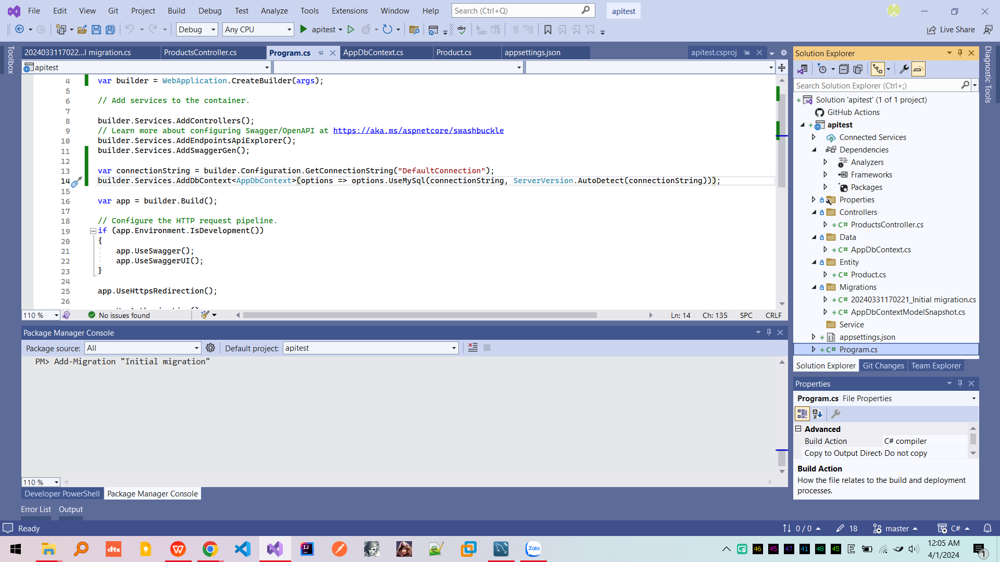 File Edit View Git Project Build Debug Test Analyze Tools Extensions Window Help Search (Ctrl+Q) apitest
Debug Any CPU apitest Live Share
Toolbox
2024033117022...l migration.cs ProductsController.cs Program.cs AppDbContext.cs Product.cs appsettings.json apitest.csproj
apitest
4 var builder = WebApplication.CreateBuilder(args);
5
6 // Add services to the container.
7
8 builder.Services.AddControllers();
9 // Learn more about configuring Swagger/OpenAPI at https://aka.ms/aspnetcore/swashbuckle
10 builder.Services.AddEndpointsApiExplorer();
11 builder.Services.AddSwaggerGen();
12
13 var connectionString = builder.Configuration.GetConnectionString("DefaultConnection");
14 builder.Services.AddDbContext<AppDbContext>(options => options.UseMySql(connectionString, ServerVersion.AutoDetect(connectionString)));
15
16 var app = builder.Build();
17
18 // Configure the HTTP request pipeline.
19 if (app.Environment.IsDevelopment())
20 {
21 app.UseSwagger();
22 app.UseSwaggerUI();
23 }
24
25 app.UseHttpsRedirection();
26
110 % No issues found Ln: 14 Ch: 135 SPC CRLF
Package Manager Console
Package source: All Default project: apitest
PM> Add-Migration "Initial migration"
110 %
Developer PowerShell Package Manager Console
Error List Output
Solution Explorer
Search Solution Explorer (Ctrl+;)
Solution 'apitest' (1 of 1 project)
GitHub Actions
apitest
Connected Services
Dependencies
Analyzers
Frameworks
Packages
Properties
Controllers
C# ProductsController.cs
Data
C# AppDbContext.cs
Entity
C# Product.cs
Migrations
C# 20240331170221_Initial migration.cs
C# AppDbContextModelSnapshot.cs
Service
appsettings.json
C# Program.cs
Solution Explorer Git Changes Team Explorer
Properties
Program.cs File Properties
Advanced
Build Action C# compiler
Copy to Output Direct Do not copy
Build Action
How the file relates to the build and deployment
processes.
Diagnostic Tools
Ready 0 / 0 18 master C#
dts Zalo 46 45 47 41 48 45 E 12:05 AM
4/1/2024 1